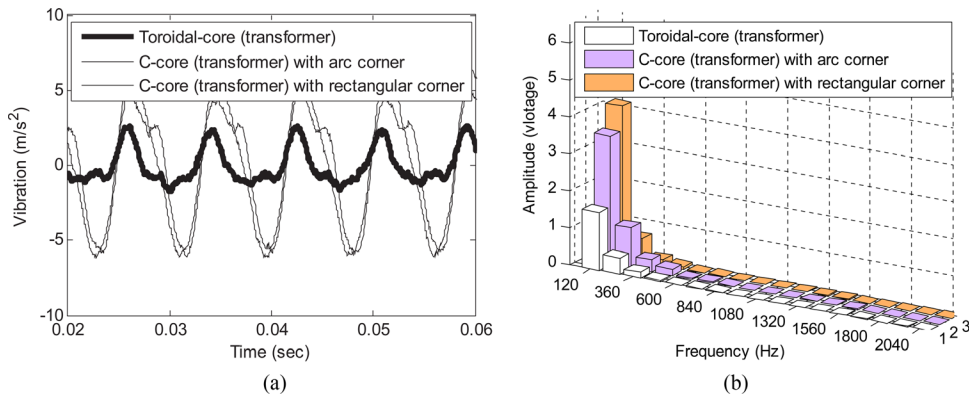 10
5
0
-5
-10
Vibration (m/s²)
Toroidal-core (transformer)
C-core (transformer) with arc corner
C-core (transformer) with rectangular corner
0.02
0.03
0.04
0.05
0.06
Time (sec)
(a)
6
5
4
3
2
1
0
Amplitude (vlotage)
Toroidal-core (transformer)
C-core (transformer) with arc corner
C-core (transformer) with rectangular corner
120
360
600
840
1080
1320
1560
1800
2040
1
2
3
Frequency (Hz)
(b)